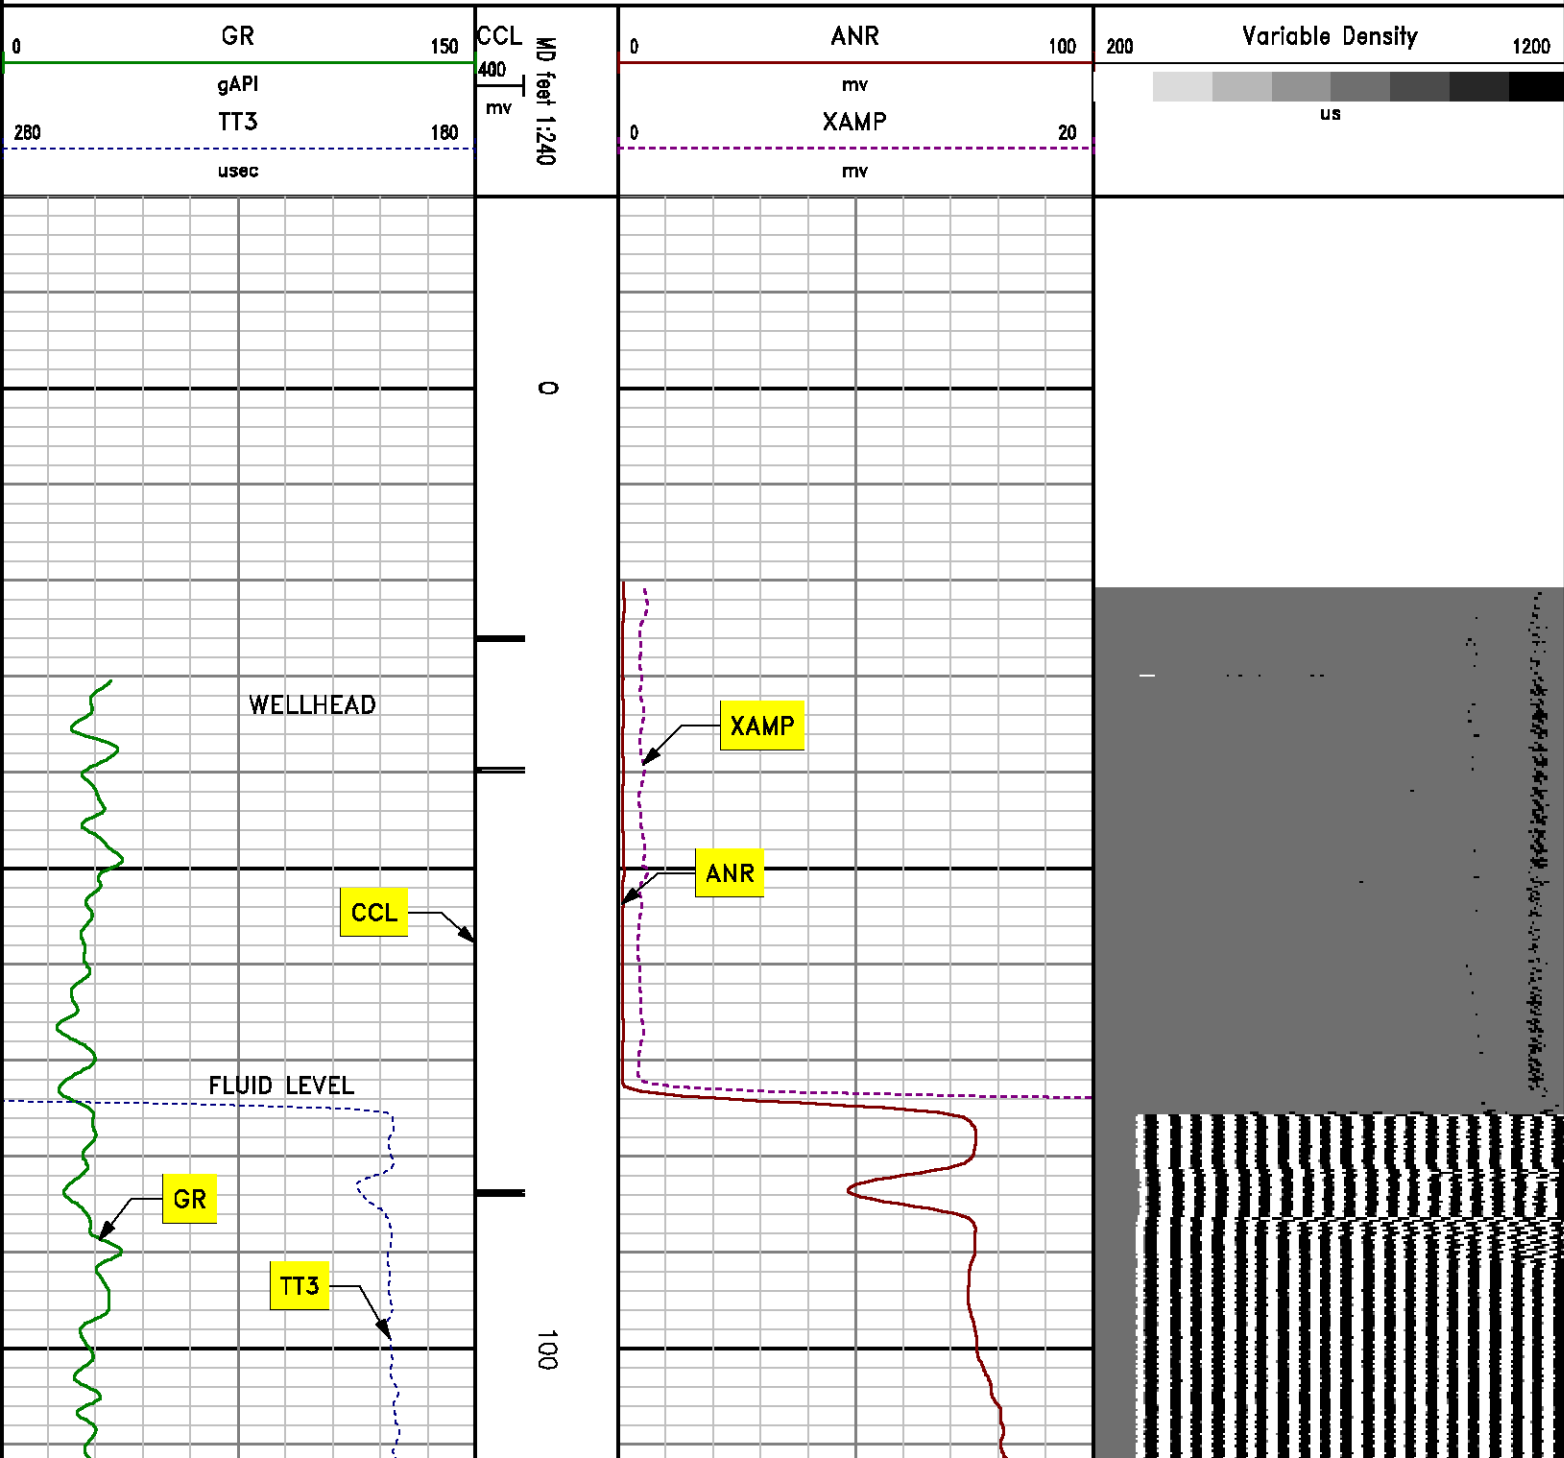 GR
0 150
gAPI
TT3
280 180
usec
CCL
400
mv
MD feet 1:240
ANR
0 100
mv
XAMP
0 20
mv
Variable Density
200 1200
us
0
WELLHEAD
XAMP
ANR
CCL
FLUID LEVEL
GR
TT3
100